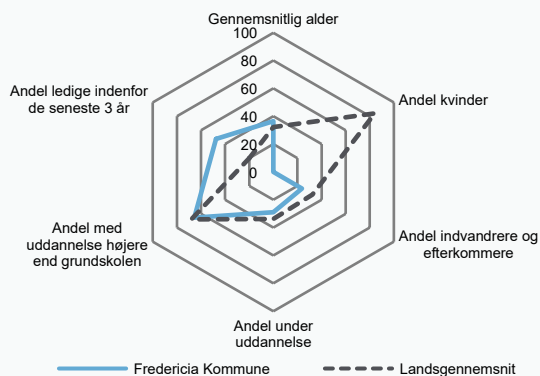 Gennemsnitlig alder
100
80
60
40
20
0
Andel kvinder
Andel indvandrere og
efterkommere
Andel under
uddannelse
Andel med
uddannelse højere
end grundskolen
Andel ledige indenfor
de seneste 3 år
Fredericia Kommune
Landsgennemsnit